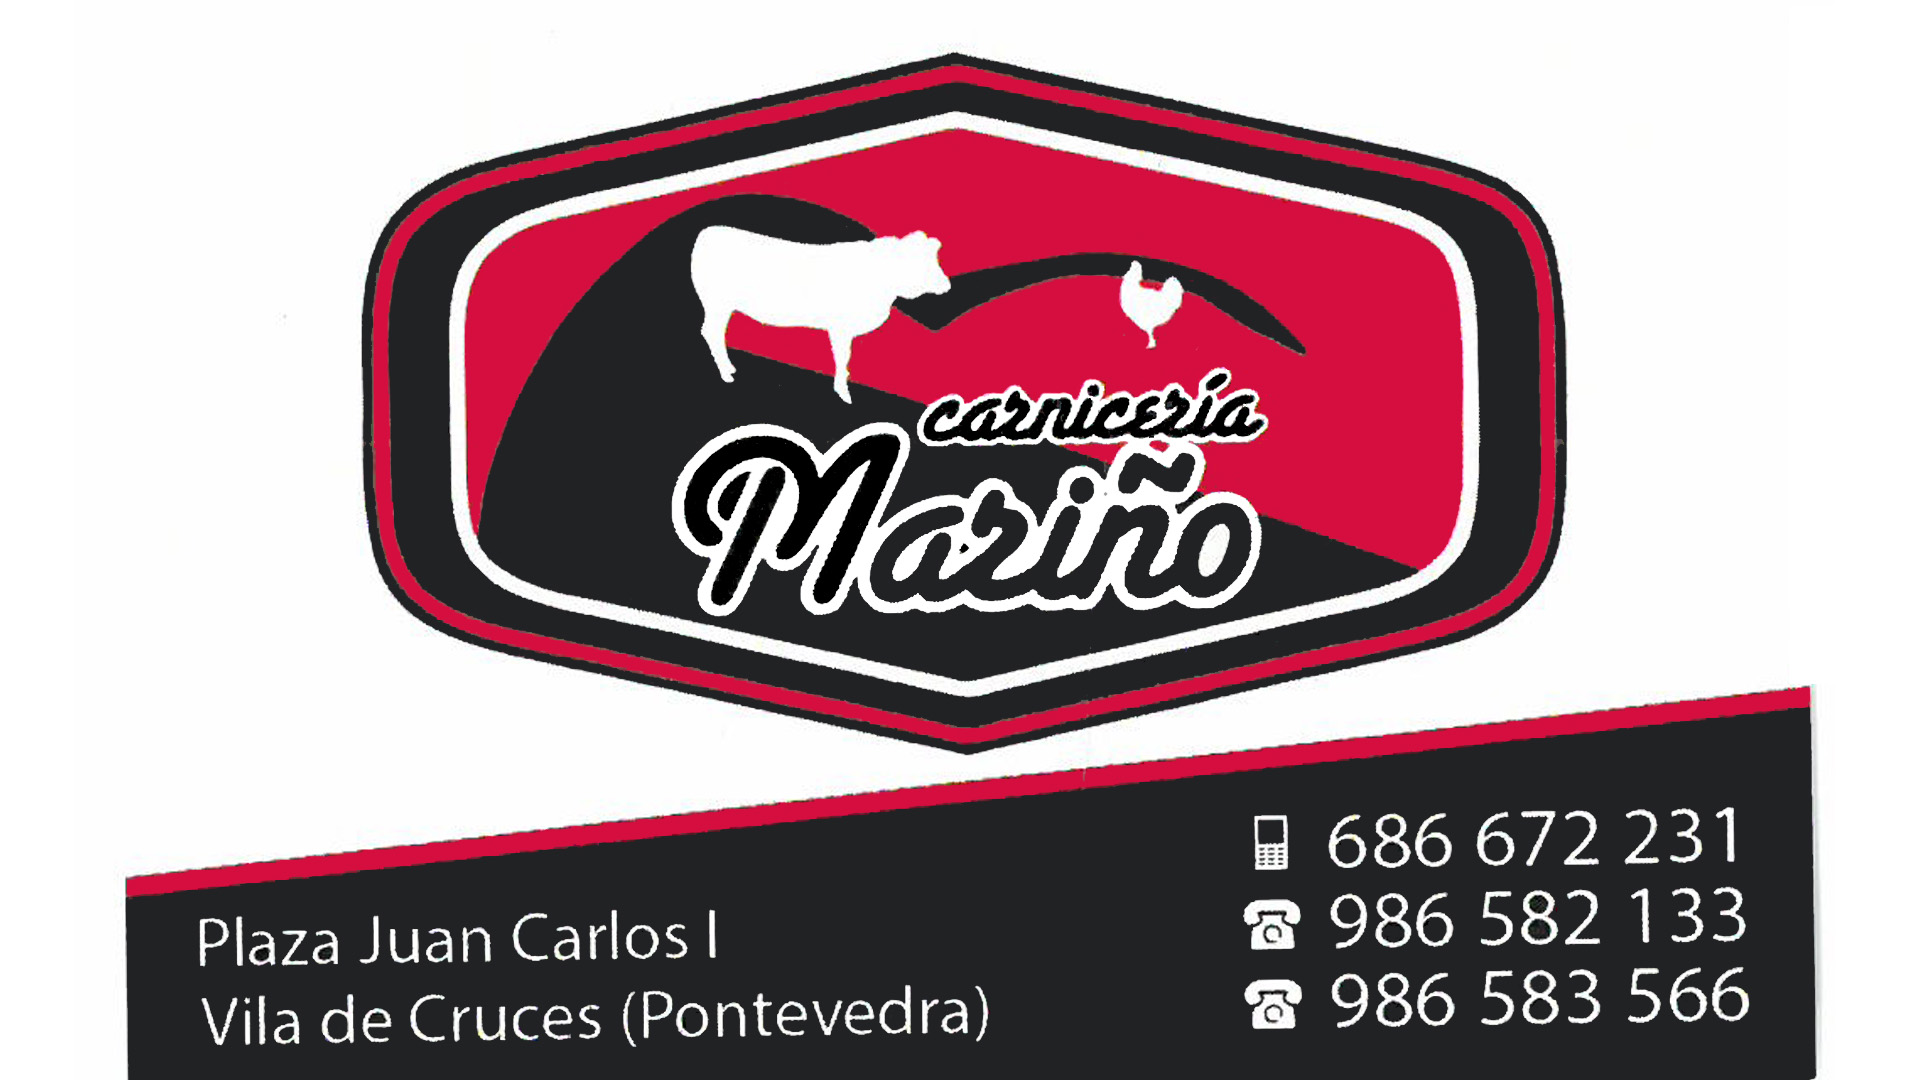 carnicería
Mariño
686 672 231
986 582 133
986 583 566
Plaza Juan Carlos I
Vila de Cruces (Pontevedra)